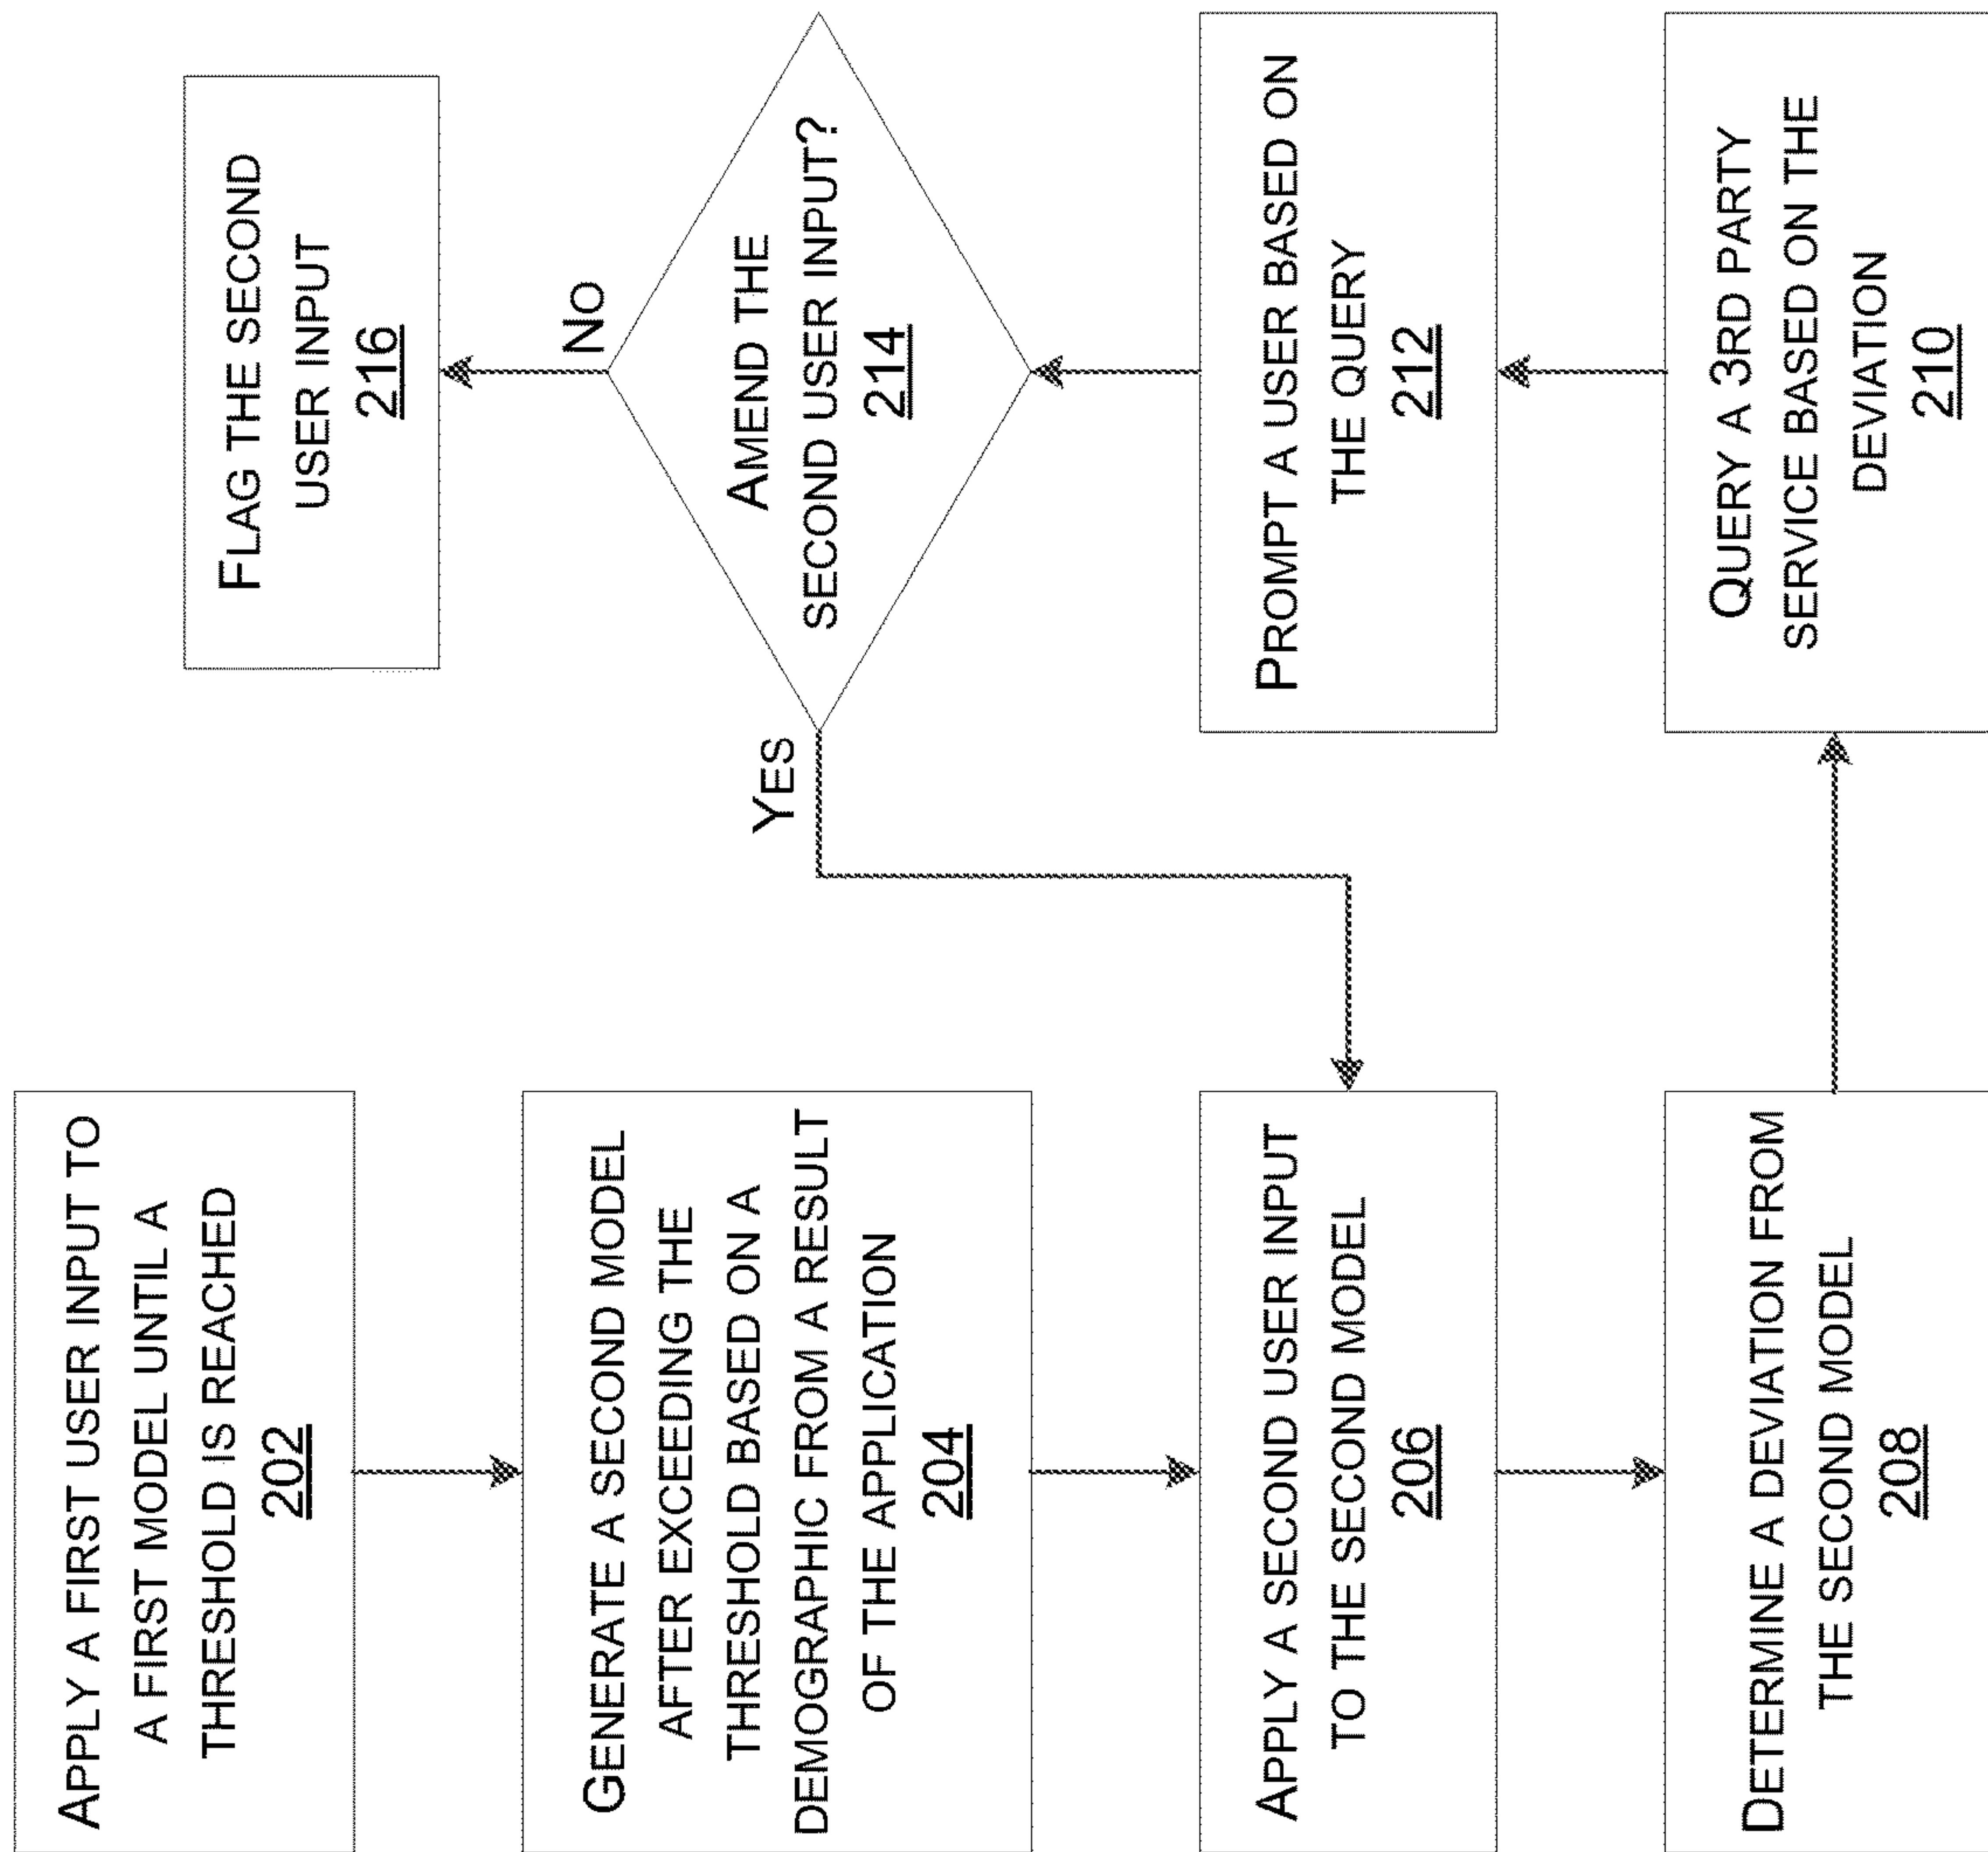 APPLY A FIRST USER INPUT TO
A FIRST MODEL UNTIL A
THRESHOLD IS REACHED
202
GENERATE A SECOND MODEL
AFTER EXCEEDING THE
THRESHOLD BASED ON A
DEMOGRAPHIC FROM A RESULT
OF THE APPLICATION
204
APPLY A SECOND USER INPUT
TO THE SECOND MODEL
206
DETERMINE A DEVIATION FROM
THE SECOND MODEL
208
QUERY A 3RD PARTY
SERVICE BASED ON THE
DEVIATION
210
PROMPT A USER BASED ON
THE QUERY
212
AMEND THE
SECOND USER INPUT?
214
YES
NO
FLAG THE SECOND
USER INPUT
216